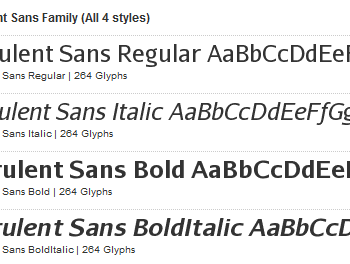 nt Sans Family (All 4 styles)
ulent Sans Regular AaBbCcDdEeF
Sans Regular | 264 Glyphs
ulent Sans Italic AaBbCcDdEeFfGg
Sans Italic | 264 Glyphs
rulent Sans Bold AaBbCcDdEe
Sans Bold | 264 Glyphs
rulent Sans BoldItalic AaBbCcD
Sans BoldItalic | 264 Glyphs